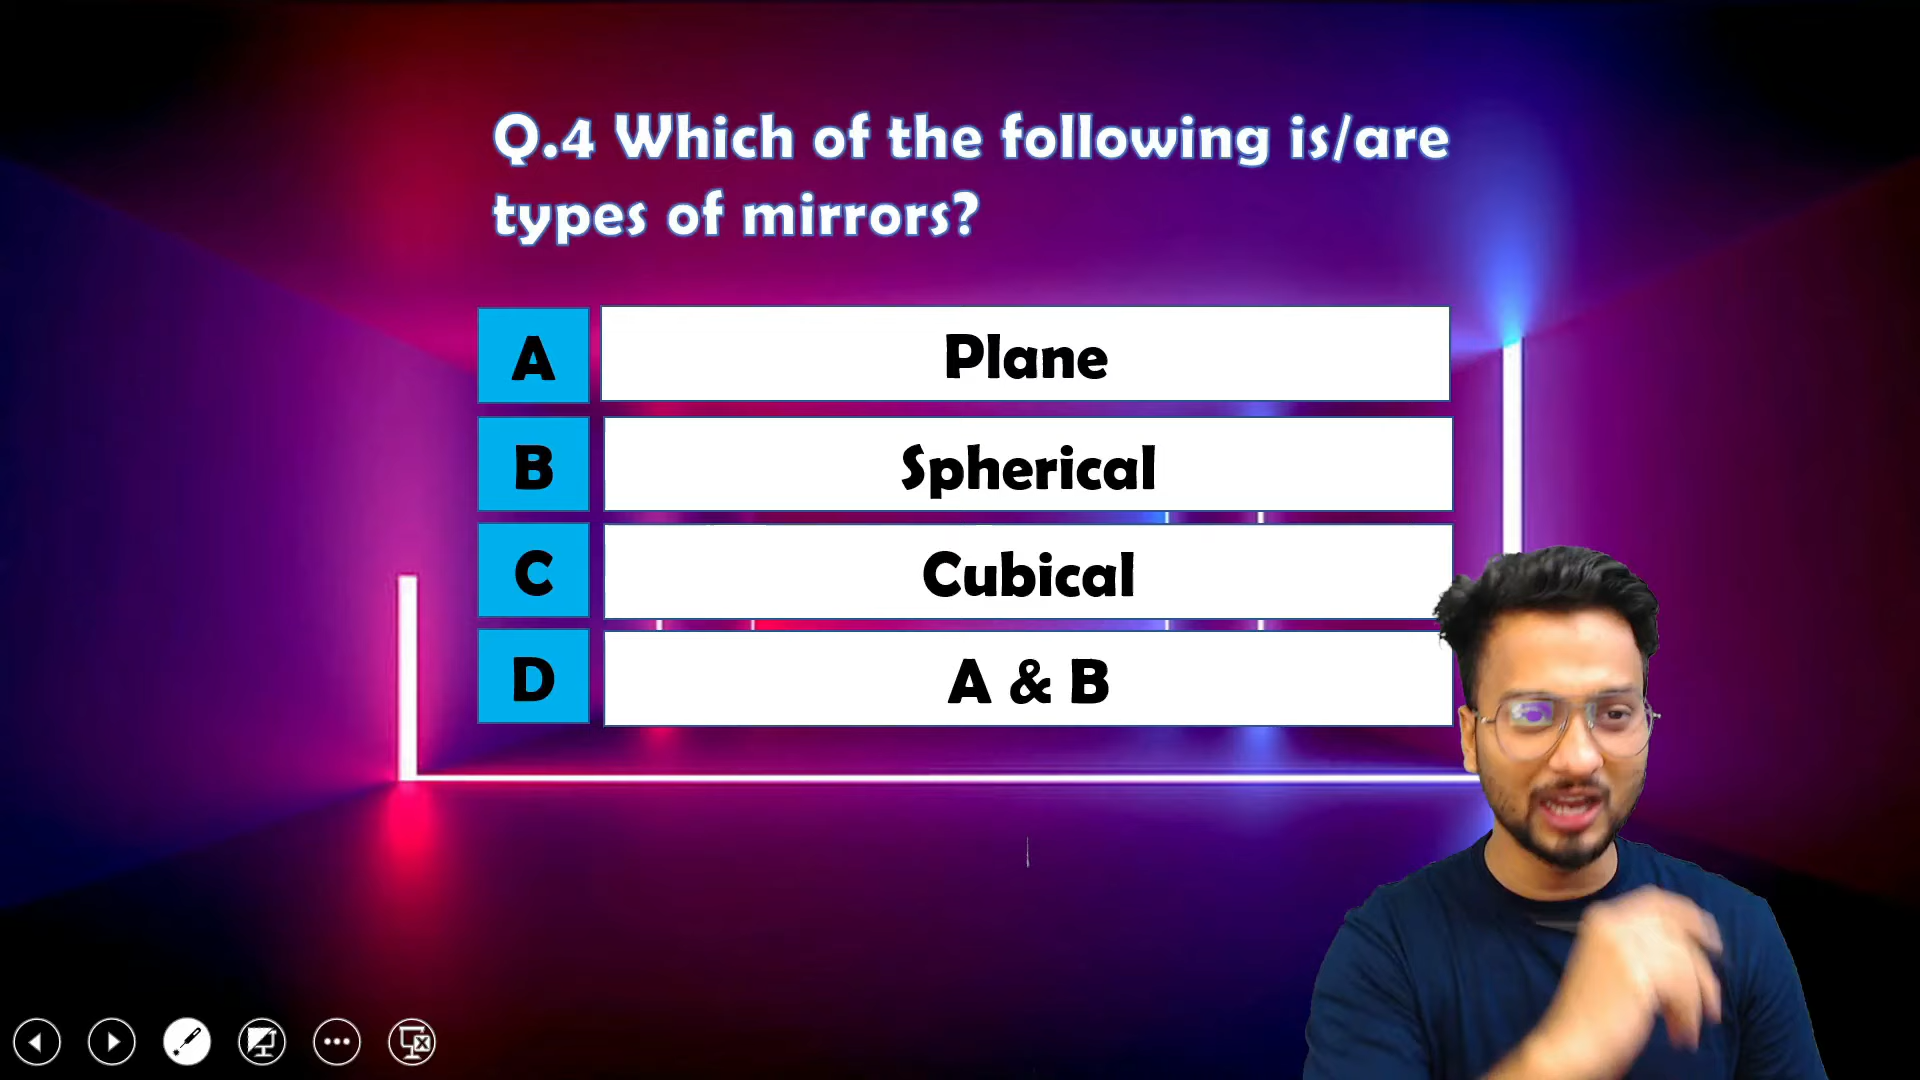 Q.4 Which of the following is/are
types of mirrors?
A Plane
B Spherical
C Cubical
D A & B